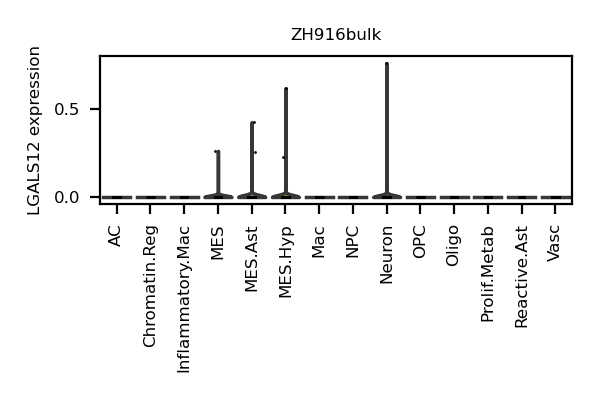 ZH916bulk
LGALS12 expression
0.5
0.0
AC
Chromatin.Reg
Inflammatory.Mac
MES
MES.Ast
MES.Hyp
Mac
NPC
Neuron
OPC
Oligo
Prolif.Metab
Reactive.Ast
Vasc